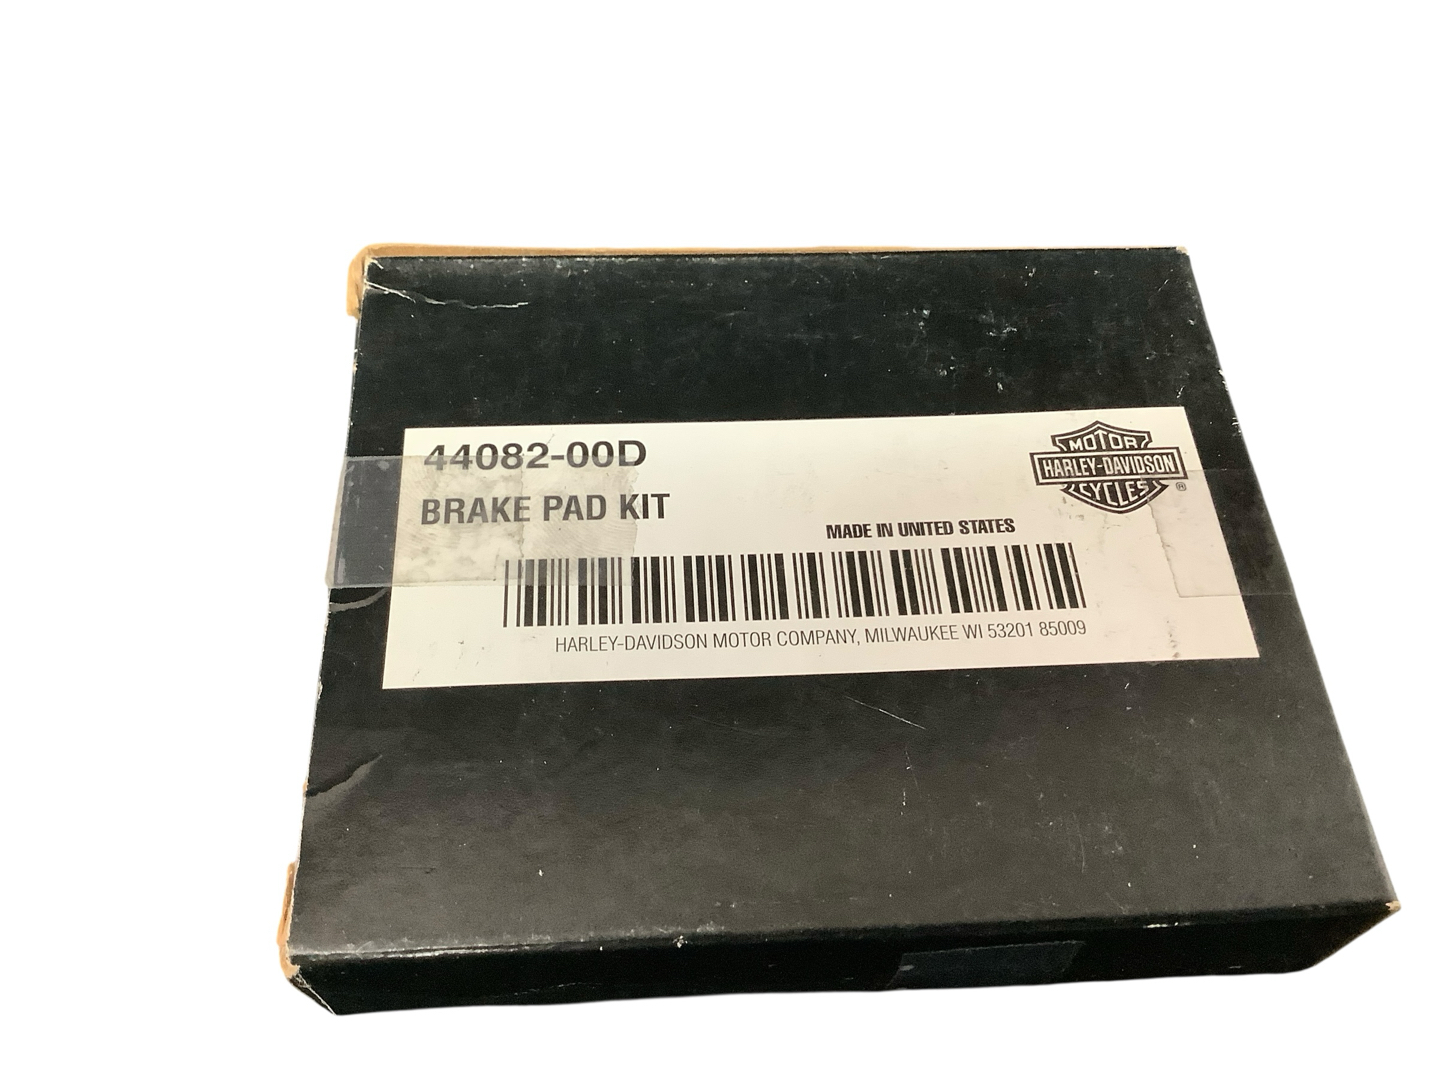 44082-00D
BRAKE PAD KIT
MOTOR
HARLEY-DAVIDSON
CYCLES
®
MADE IN UNITED STATES
HARLEY-DAVIDSON MOTOR COMPANY, MILWAUKEE WI 53201 85009